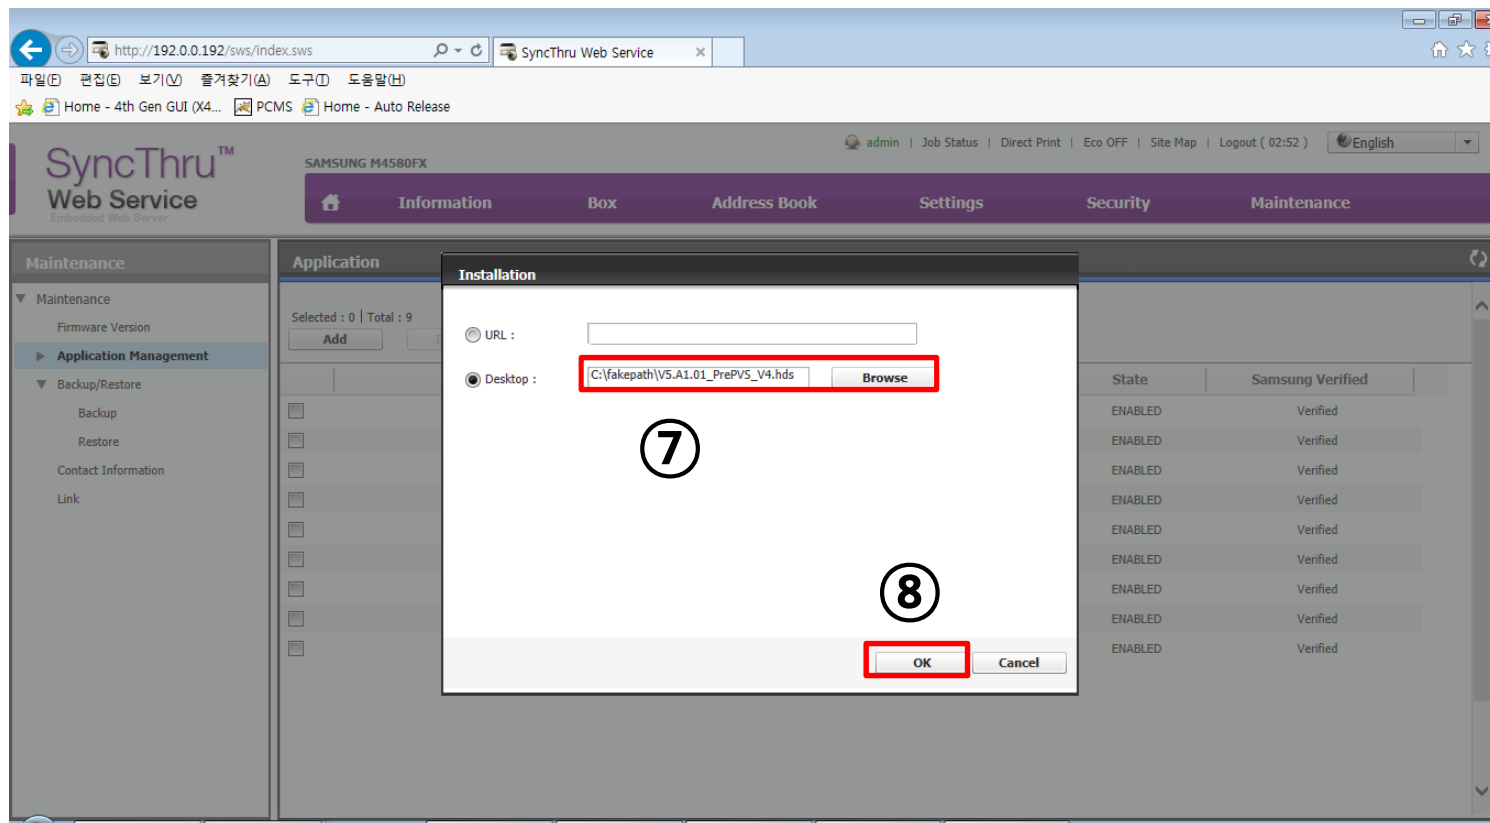 http://192.0.0.192/sws/index.sws
SyncThru Web Service
파일(F) 편집(E) 보기(V) 즐겨찾기(A) 도구(T) 도움말(H)
Home - 4th Gen GUI (X4... PCMS Home - Auto Release
admin | Job Status | Direct Print | Eco OFF | Site Map | Logout ( 02:52 ) English
SyncThru™
Web Service
Embedded Web Server
SAMSUNG M4580FX
Information Box Address Book Settings Security Maintenance
Maintenance
Maintenance
Firmware Version
Application Management
Backup/Restore
Backup
Restore
Contact Information
Link
Application
Selected : 0 | Total : 9
Add
State Samsung Verified
ENABLED Verified
ENABLED Verified
ENABLED Verified
ENABLED Verified
ENABLED Verified
ENABLED Verified
ENABLED Verified
ENABLED Verified
ENABLED Verified
Installation
URL :
Desktop : C:\fakepath\V5.A1.01_PrePVS_V4.hds Browse
⑦
⑧
OK Cancel